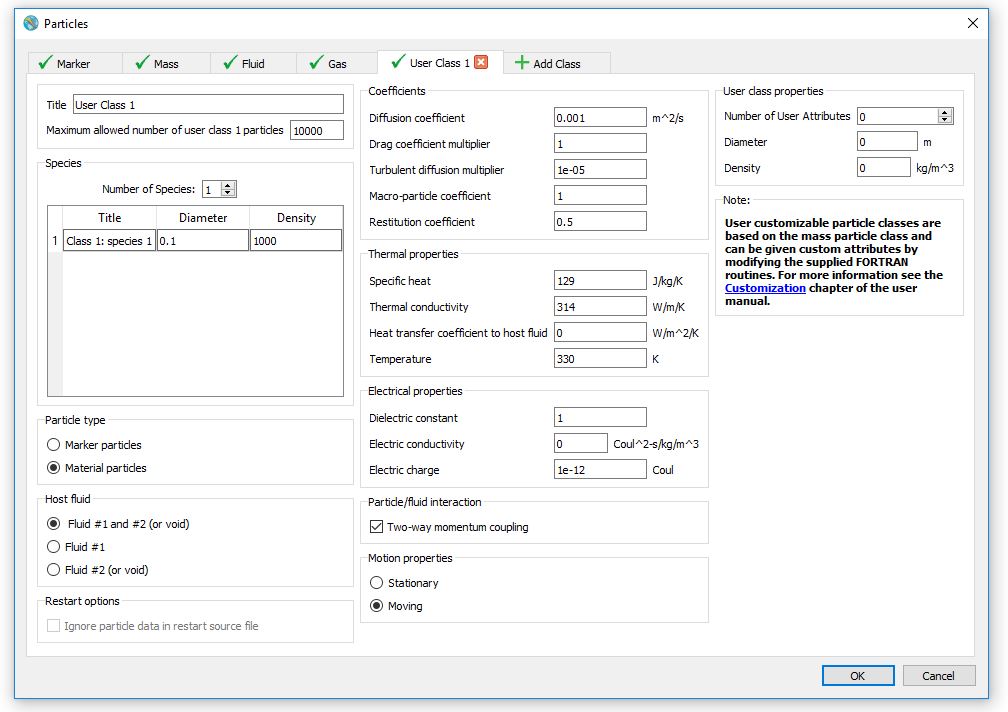 Particles
Marker
Mass
Fluid
Gas
User Class 1
Add Class
Title User Class 1
Maximum allowed number of user class 1 particles 10000
Species
Number of Species: 1
Title Diameter Density
1 Class 1: species 1 0.1 1000
Particle type
Marker particles
Material particles
Host fluid
Fluid #1 and #2 (or void)
Fluid #1
Fluid #2 (or void)
Restart options
Ignore particle data in restart source file
Coefficients
Diffusion coefficient 0.001 m^2/s
Drag coefficient multiplier 1
Turbulent diffusion multiplier 1e-05
Macro-particle coefficient 1
Restitution coefficient 0.5
Thermal properties
Specific heat 129 J/kg/K
Thermal conductivity 314 W/m/K
Heat transfer coefficient to host fluid 0 W/m^2/K
Temperature 330 K
Electrical properties
Dielectric constant 1
Electric conductivity 0 Coul^2-s/kg/m^3
Electric charge 1e-12 Coul
Particle/fluid interaction
Two-way momentum coupling
Motion properties
Stationary
Moving
User class properties
Number of User Attributes 0
Diameter 0 m
Density 0 kg/m^3
Note:
User customizable particle classes are
based on the mass particle class and
can be given custom attributes by
modifying the supplied FORTRAN
routines. For more information see the
Customization chapter of the user
manual.
OK
Cancel